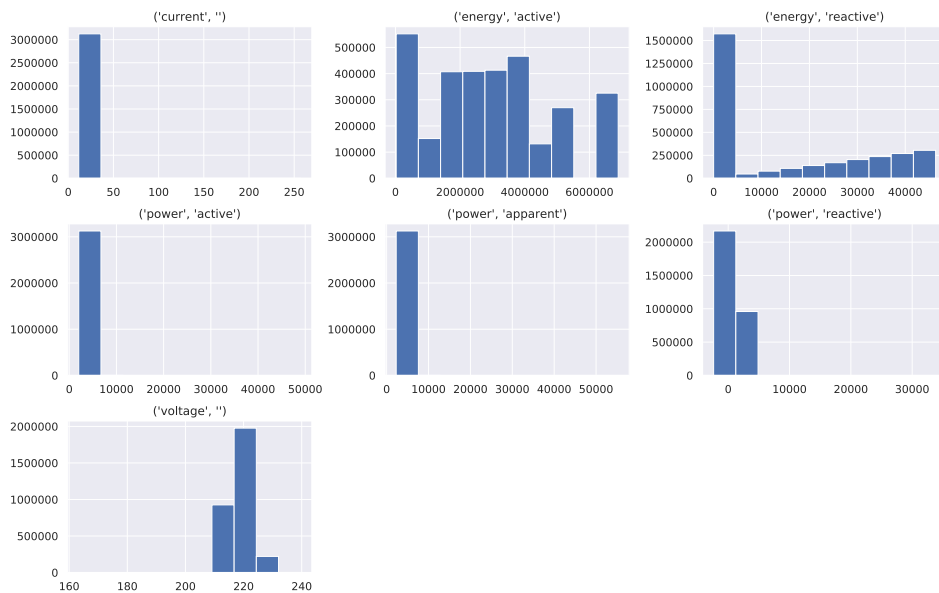 ('current', '')
3000000
2500000
2000000
1500000
1000000
500000
0
0 50 100 150 200 250
('energy', 'active')
500000
400000
300000
200000
100000
0
0 2000000 4000000 6000000
('energy', 'reactive')
1500000
1250000
1000000
750000
500000
250000
0
0 10000 20000 30000 40000
('power', 'active')
3000000
2000000
1000000
0
0 10000 20000 30000 40000 50000
('power', 'apparent')
3000000
2000000
1000000
0
0 10000 20000 30000 40000 50000
('power', 'reactive')
2000000
1500000
1000000
500000
0
0 10000 20000 30000
('voltage', '')
2000000
1500000
1000000
500000
0
160 180 200 220 240